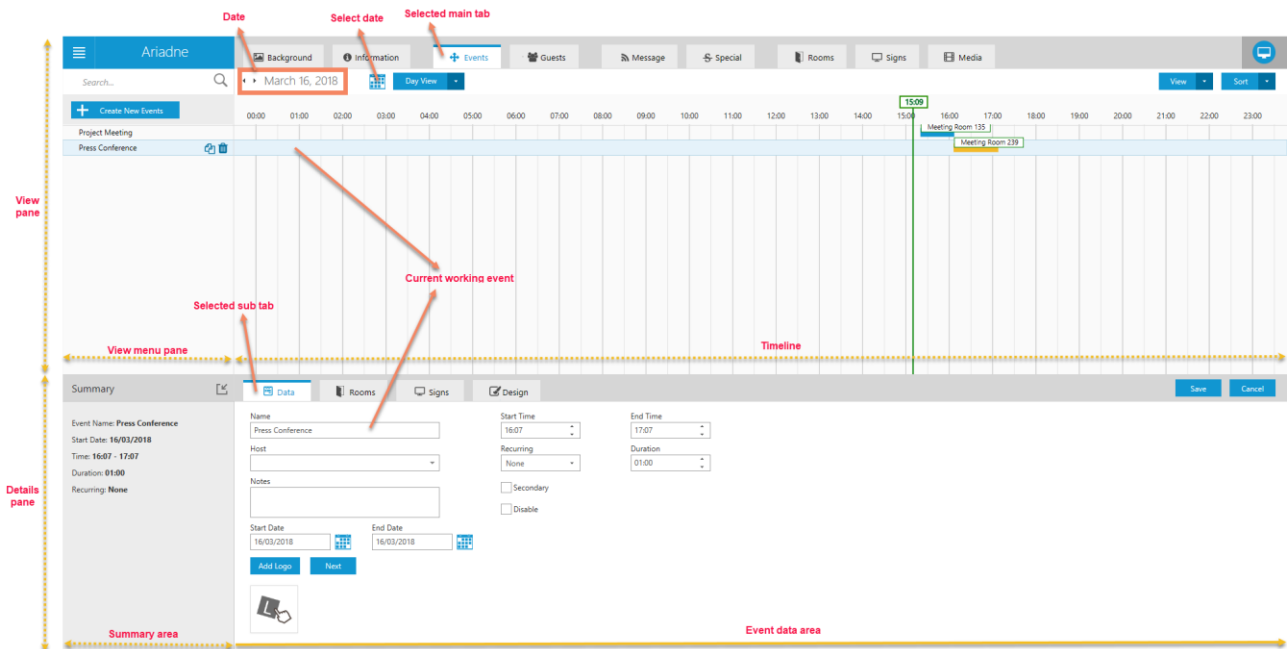 Date
Select date
Selected main tab
Ariadne
Background
Information
Events
Guests
Message
Special
Rooms
Signs
Media
Search...
March 16, 2018
Day View
View
Sort
Create New Events
15:09
00:00 01:00 02:00 03:00 04:00 05:00 06:00 07:00 08:00 09:00 10:00 11:00 12:00 13:00 14:00 15:00 16:00 17:00 18:00 19:00 20:00 21:00 22:00 23:00
Project Meeting
Meeting Room 135
Press Conference
Meeting Room 239
View
pane
Current working event
Selected sub tab
View menu pane
Timeline
Summary
Data
Rooms
Signs
Design
Save
Cancel
Event Name: Press Conference
Start Date: 16/03/2018
Time: 16:07 - 17:07
Duration: 01:00
Recurring: None
Details
pane
Name
Press Conference
Host
Notes
Start Date
16/03/2018
End Date
16/03/2018
Add Logo
Next
L
Start Time
16:07
End Time
17:07
Recurring
None
Duration
01:00
Secondary
Disable
Summary area
Event data area